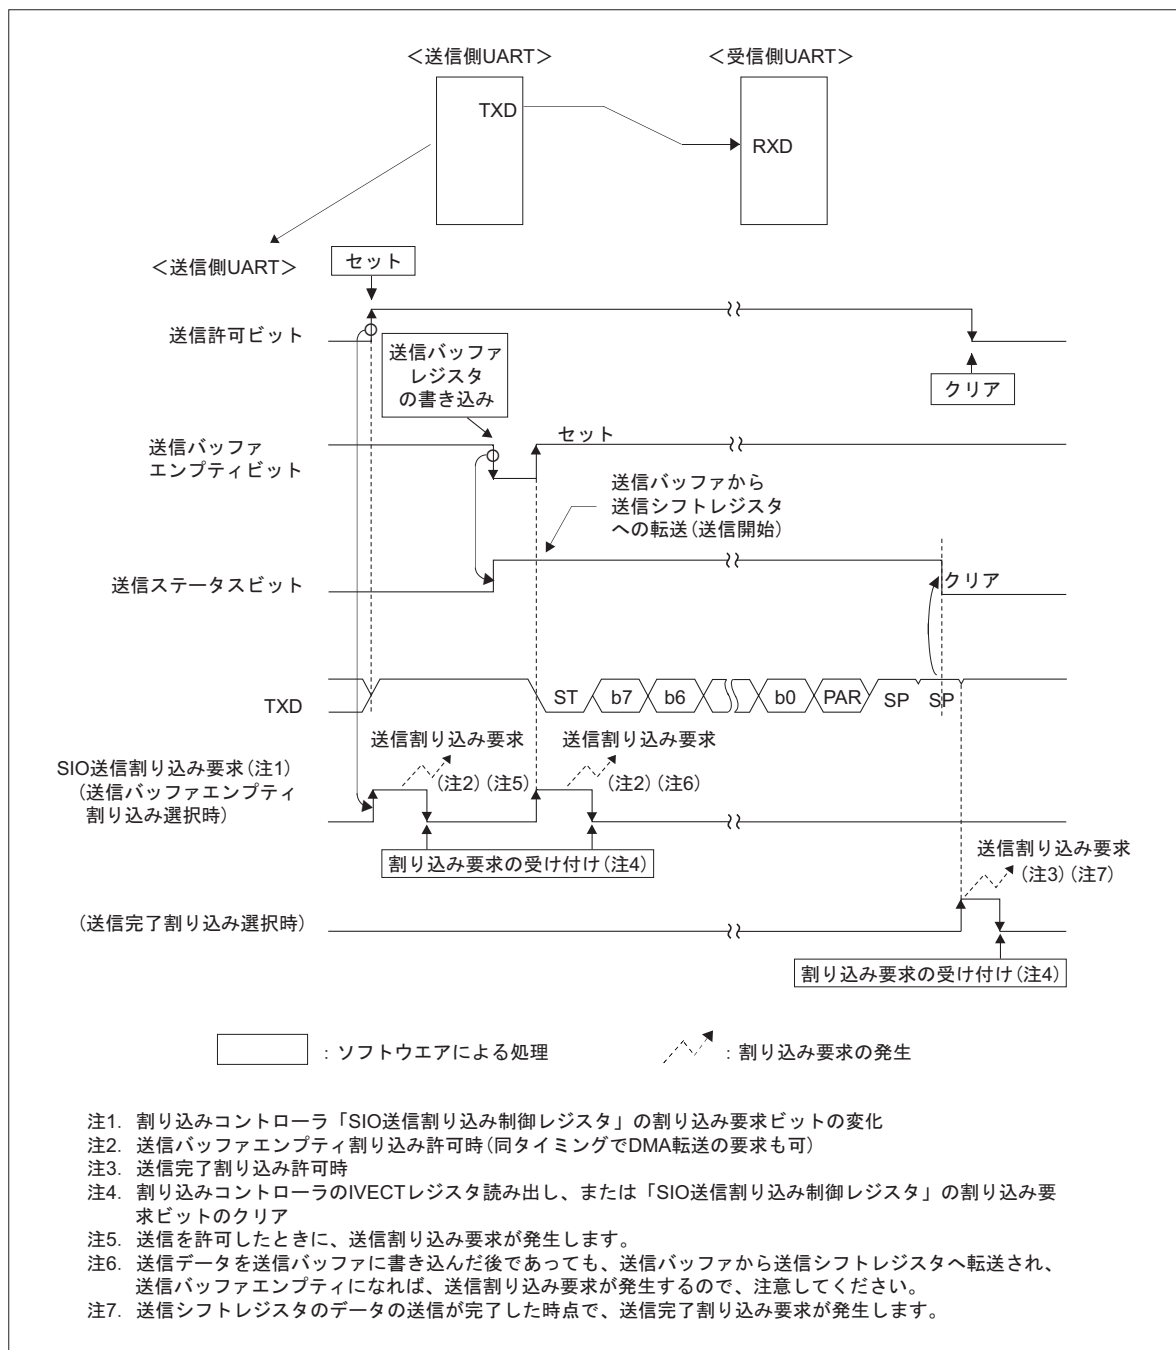 ＜送信側UART＞
＜受信側UART＞
TXD
RXD
＜送信側UART＞
セット
送信許可ビット
送信バッファ
レジスタ
の書き込み
クリア
送信バッファ
エンプティビット
セット
送信バッファから
送信シフトレジスタ
への転送(送信開始)
送信ステータスビット
クリア
TXD
ST
b7
b6
b0
PAR
SP
SP
送信割り込み要求
(注2)(注5)
送信割り込み要求
(注2)(注6)
SIO送信割り込み要求(注1)
(送信バッファエンプティ
割り込み選択時)
割り込み要求の受け付け(注4)
送信割り込み要求
(注3)(注7)
(送信完了割り込み選択時)
割り込み要求の受け付け(注4)
：ソフトウエアによる処理
：割り込み要求の発生
注1. 割り込みコントローラ「SIO送信割り込み制御レジスタ」の割り込み要求ビットの変化
注2. 送信バッファエンプティ割り込み許可時(同タイミングでDMA転送の要求も可)
注3. 送信完了割り込み許可時
注4. 割り込みコントローラのIVECTレジスタ読み出し、または「SIO送信割り込み制御レジスタ」の割り込み要
求ビットのクリア
注5. 送信を許可したときに、送信割り込み要求が発生します。
注6. 送信データを送信バッファに書き込んだ後であっても、送信バッファから送信シフトレジスタへ転送され、
送信バッファエンプティになれば、送信割り込み要求が発生するので、注意してください。
注7. 送信シフトレジスタのデータの送信が完了した時点で、送信完了割り込み要求が発生します。